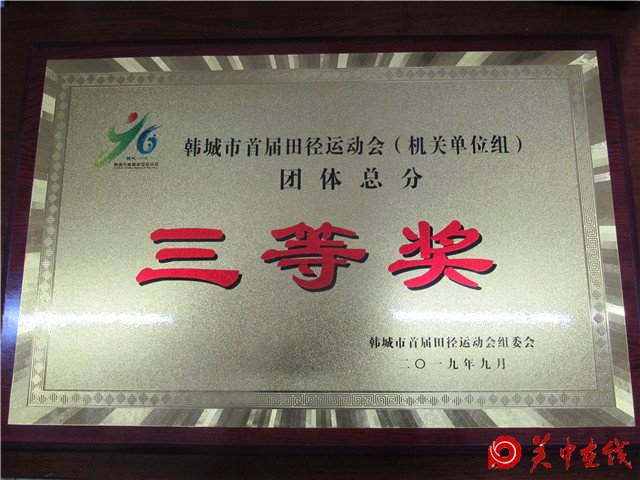 韩城市首届田径运动会（机关单位组）
团体总分
三等奖
韩城市首届田径运动会组委会
二〇一九年九月
关中在线